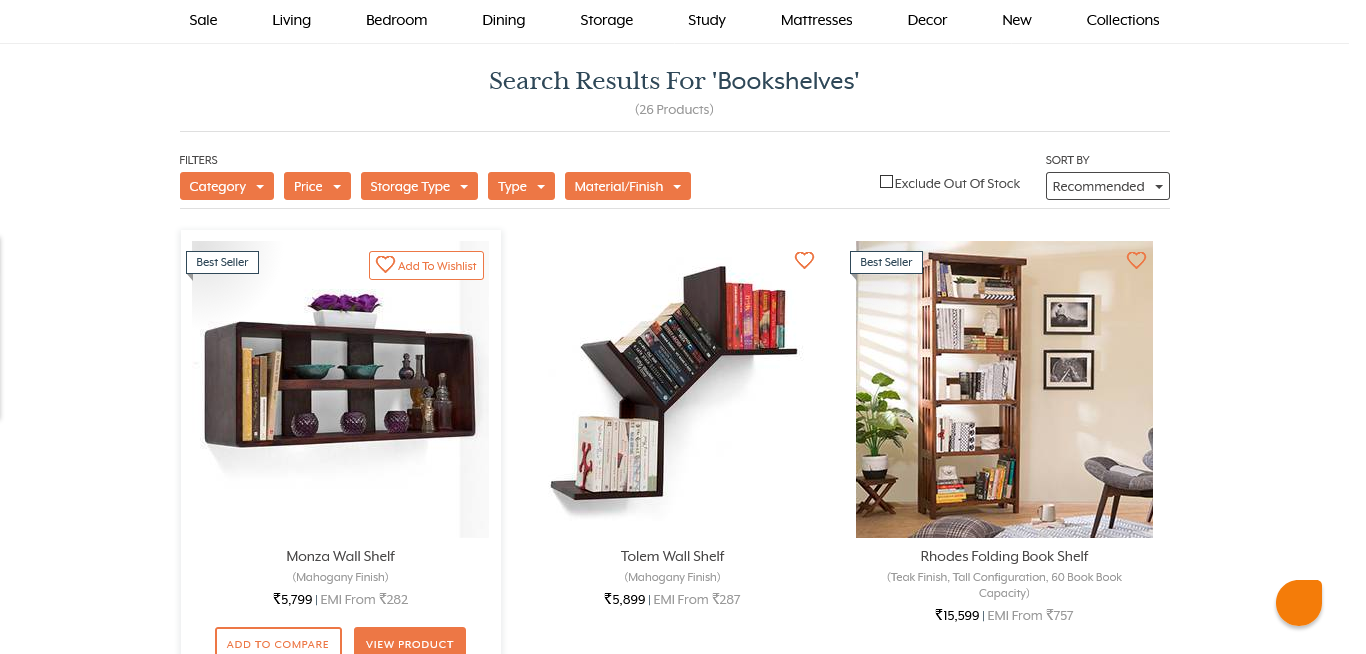 Sale Living Bedroom Dining Storage Study Mattresses Decor New Collections
Search Results For 'Bookshelves'
(26 Products)
FILTERS
SORT BY
Category Price Storage Type Type Material/Finish
Exclude Out Of Stock
Recommended
Best Seller
Add To Wishlist
Best Seller
Monza Wall Shelf
(Mahogany Finish)
₹5,799 | EMI From ₹282
ADD TO COMPARE VIEW PRODUCT
Tolem Wall Shelf
(Mahogany Finish)
₹5,899 | EMI From ₹287
Rhodes Folding Book Shelf
(Teak Finish, Tall Configuration, 60 Book Book
Capacity)
₹15,599 | EMI From ₹757